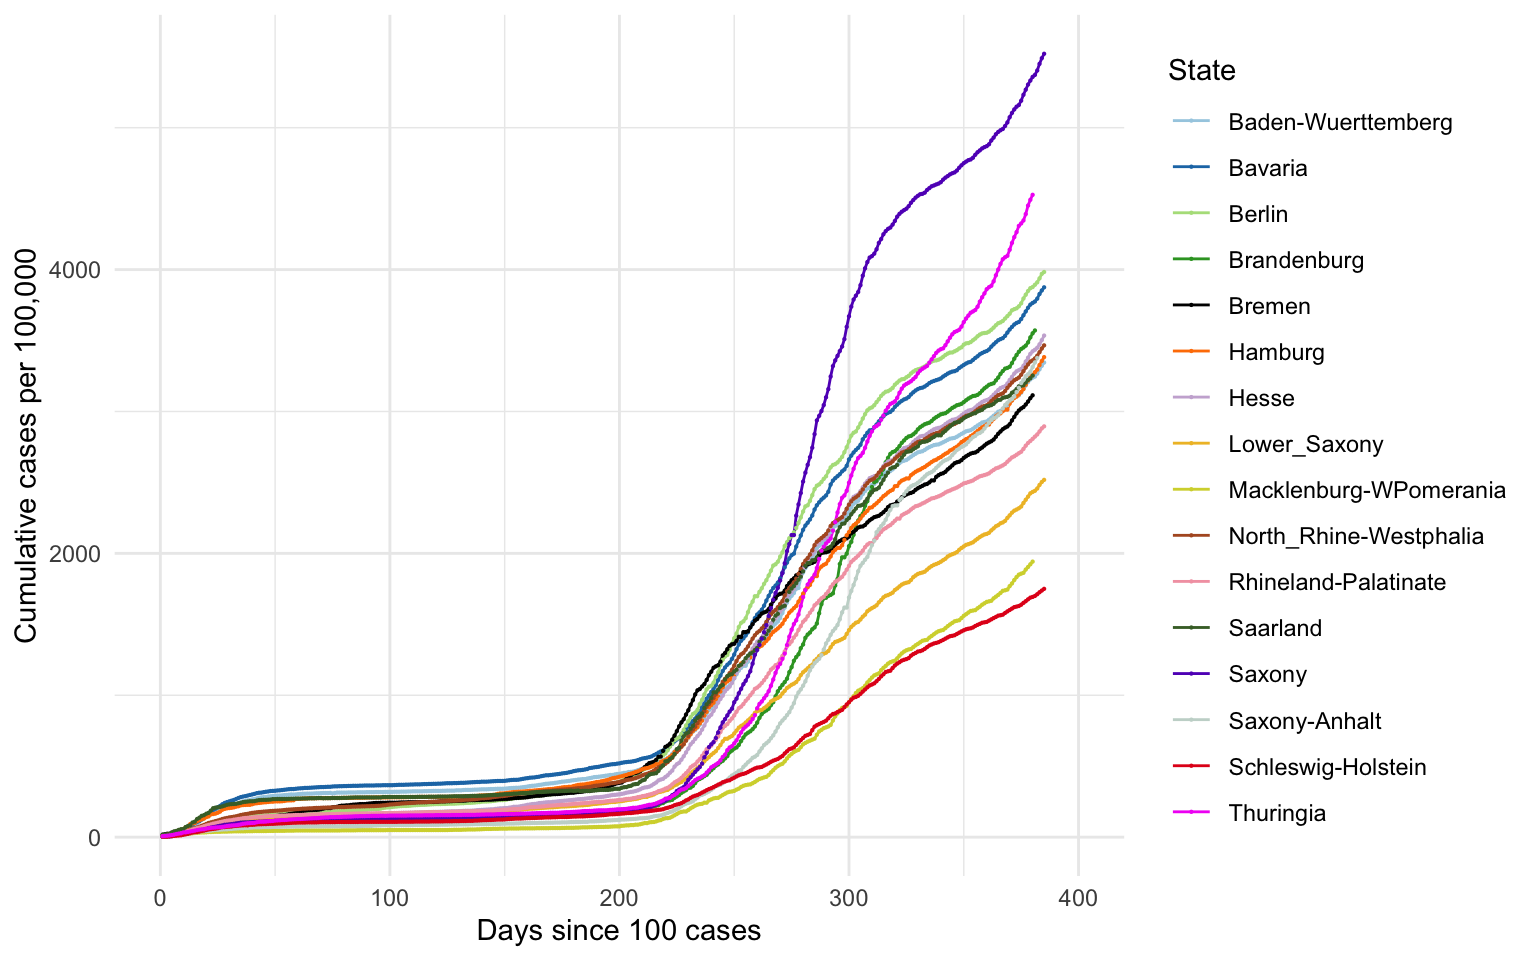 State
Baden-Wuerttemberg
Bavaria
Berlin
Brandenburg
Bremen
Hamburg
Hesse
Lower_Saxony
Macklenburg-WPomerania
North_Rhine-Westphalia
Rhineland-Palatinate
Saarland
Saxony
Saxony-Anhalt
Schleswig-Holstein
Thuringia
Cumulative cases per 100,000
4000
2000
0
0 100 200 300 400
Days since 100 cases